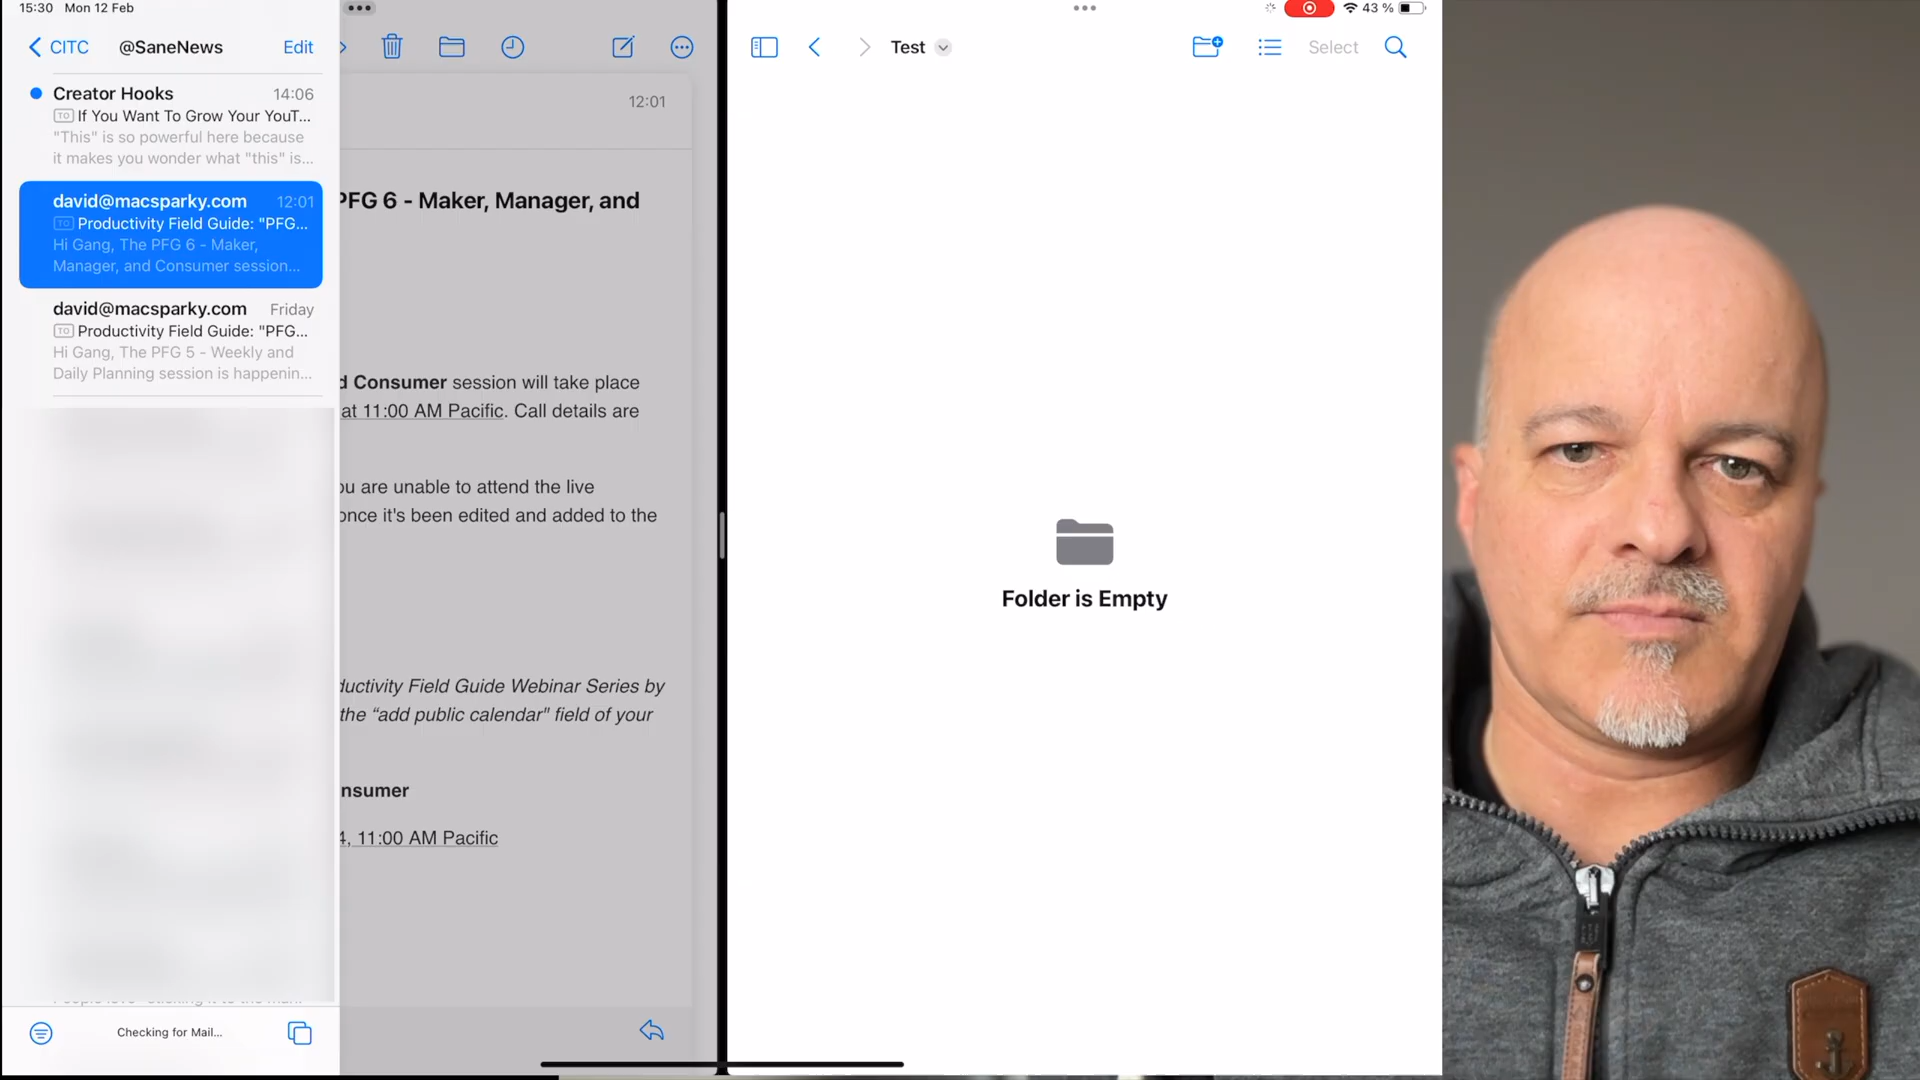 15:30 Mon 12 Feb
43 %
CITC @SaneNews Edit
Creator Hooks 14:06
TO If You Want To Grow Your YouT...
"This" is so powerful here because
it makes you wonder what "this" is...
david@macsparky.com 12:01
TO Productivity Field Guide: "PFG...
Hi Gang, The PFG 6 - Maker,
Manager, and Consumer session...
david@macsparky.com Friday
TO Productivity Field Guide: "PFG...
Hi Gang, The PFG 5 - Weekly and
Daily Planning session is happenin...
Checking for Mail...
12:01
PFG 6 - Maker, Manager, and
d Consumer session will take place
at 11:00 AM Pacific. Call details are
ou are unable to attend the live
once it's been edited and added to the
ductivity Field Guide Webinar Series by
the “add public calendar" field of your
nsumer
4, 11:00 AM Pacific
Test Select
Folder is Empty